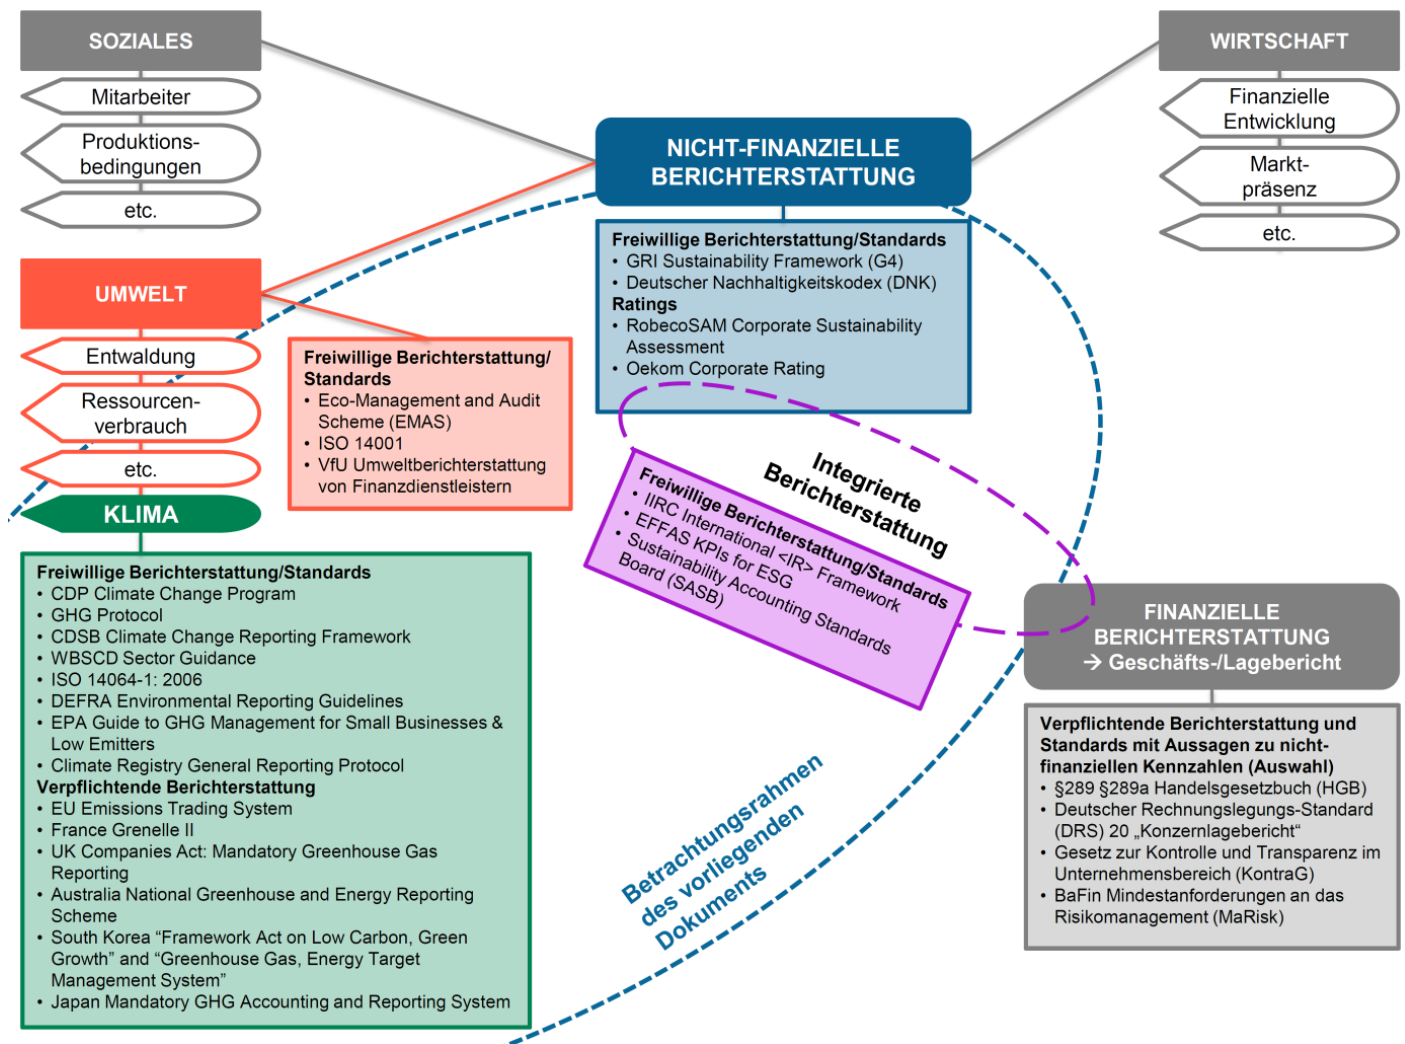 SOZIALES
Mitarbeiter
Produktions-
bedingungen
etc.
WIRTSCHAFT
Finanzielle
Entwicklung
Markt-
präsenz
etc.
NICHT-FINANZIELLE
BERICHTERSTATTUNG
Freiwillige Berichterstattung/Standards
• GRI Sustainability Framework (G4)
• Deutscher Nachhaltigkeitskodex (DNK)
Ratings
• RobecoSAM Corporate Sustainability
Assessment
• Oekom Corporate Rating
UMWELT
Entwaldung
Ressourcen-
verbrauch
etc.
KLIMA
Freiwillige Berichterstattung/
Standards
• Eco-Management and Audit
Scheme (EMAS)
• ISO 14001
• VfU Umweltberichterstattung
von Finanzdienstleistern
Integrierte
Berichterstattung
Freiwillige Berichterstattung/Standards
• IIRC International <IR> Framework
• EFFAS KPIs for ESG
• Sustainability Accounting Standards
Board (SASB)
Freiwillige Berichterstattung/Standards
• CDP Climate Change Program
• GHG Protocol
• CDSB Climate Change Reporting Framework
• WBSCD Sector Guidance
• ISO 14064-1: 2006
• DEFRA Environmental Reporting Guidelines
• EPA Guide to GHG Management for Small Businesses &
Low Emitters
• Climate Registry General Reporting Protocol
Verpflichtende Berichterstattung
• EU Emissions Trading System
• France Grenelle II
• UK Companies Act: Mandatory Greenhouse Gas
Reporting
• Australia National Greenhouse and Energy Reporting
Scheme
• South Korea “Framework Act on Low Carbon, Green
Growth” and “Greenhouse Gas, Energy Target
Management System”
• Japan Mandatory GHG Accounting and Reporting System
Betrachtungsrahmen
des vorliegenden
Dokuments
FINANZIELLE
BERICHTERSTATTUNG
→ Geschäfts-/Lagebericht
Verpflichtende Berichterstattung und
Standards mit Aussagen zu nicht-
finanziellen Kennzahlen (Auswahl)
• §289 §289a Handelsgesetzbuch (HGB)
• Deutscher Rechnungslegungs-Standard
(DRS) 20 „Konzernlagebericht“
• Gesetz zur Kontrolle und Transparenz im
Unternehmensbereich (KontraG)
• BaFin Mindestanforderungen an das
Risikomanagement (MaRisk)